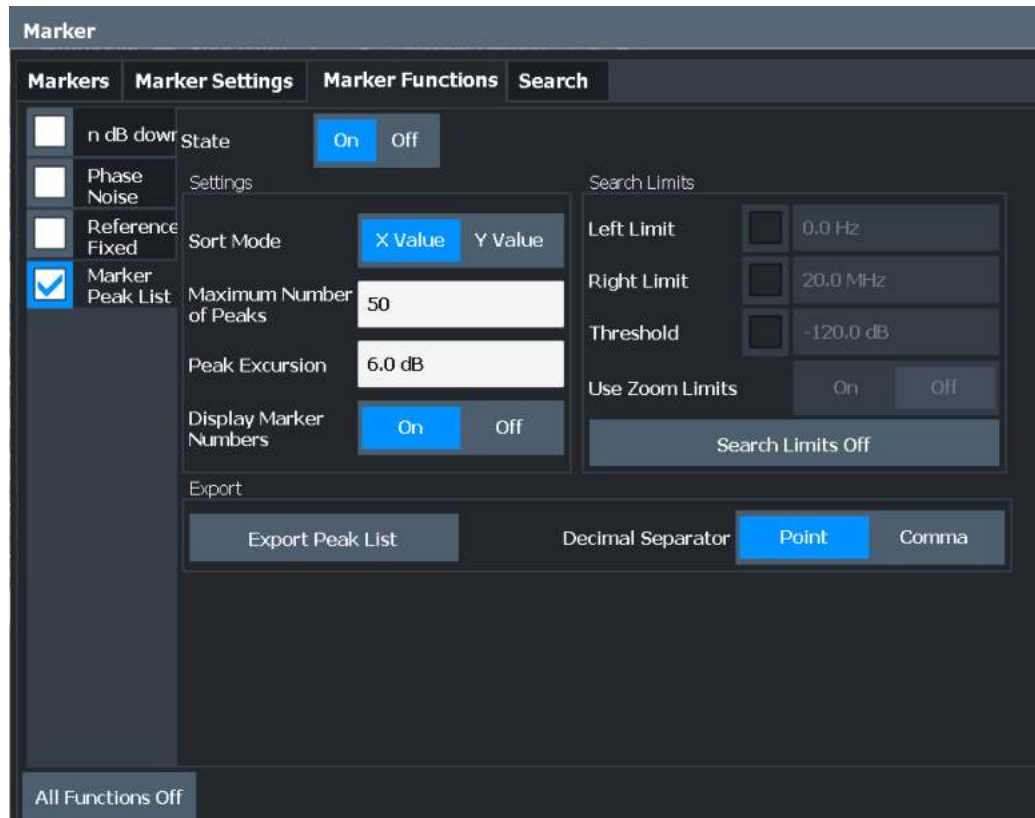 Marker
Markers Marker Settings Marker Functions Search
n dB down
State On Off
Phase
Noise
Reference
Fixed
Marker
Peak List
Settings
Sort Mode X Value Y Value
Maximum Number
of Peaks
50
Peak Excursion 6.0 dB
Display Marker
Numbers
On Off
Search Limits
Left Limit 0.0 Hz
Right Limit 20.0 MHz
Threshold -120.0 dB
Use Zoom Limits On Off
Search Limits Off
Export
Export Peak List Decimal Separator Point Comma
All Functions Off